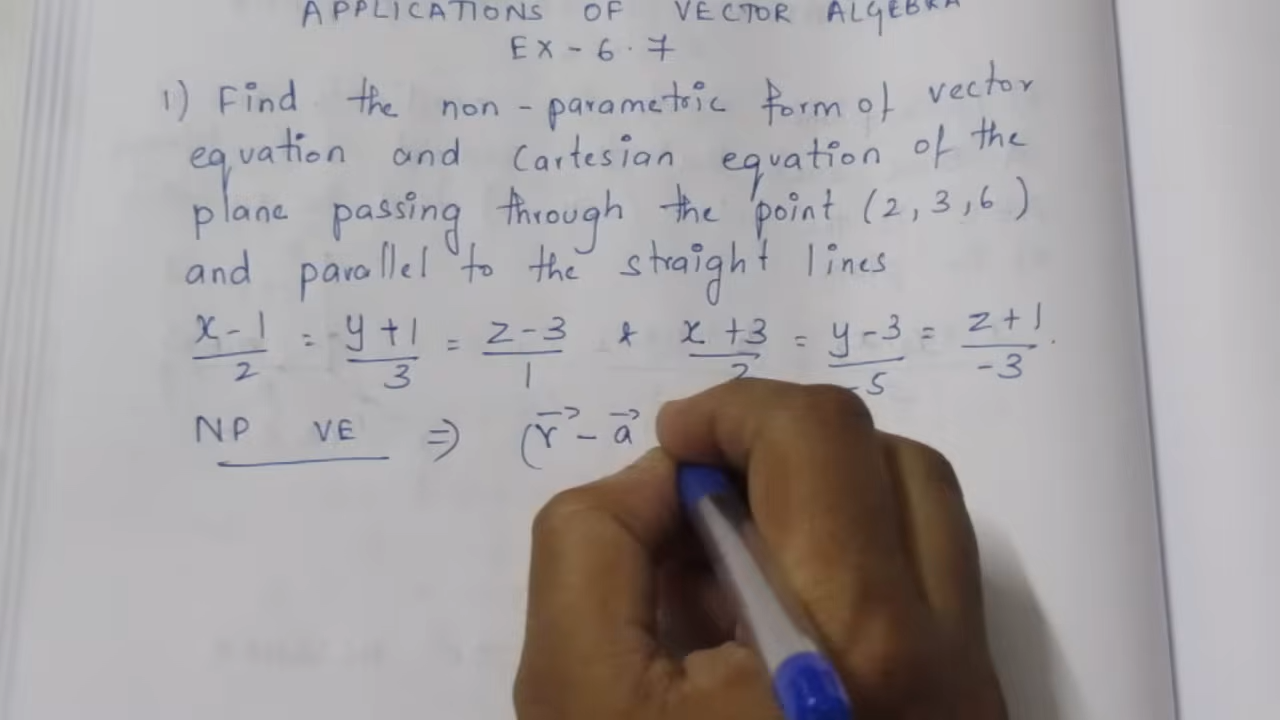 APPLICATIONS OF VECTOR ALGEBRA
EX - 6.7
1) Find the non - parametric form of vector
equation and Cartesian equation of the
plane passing through the point (2, 3, 6)
and parallel to the straight lines
x-1/2 = y+1/3 = z-3/1 & x+3/2 = y-3/-5 = z+1/-3.
NP VE ⇒ (r⃗ - a⃗